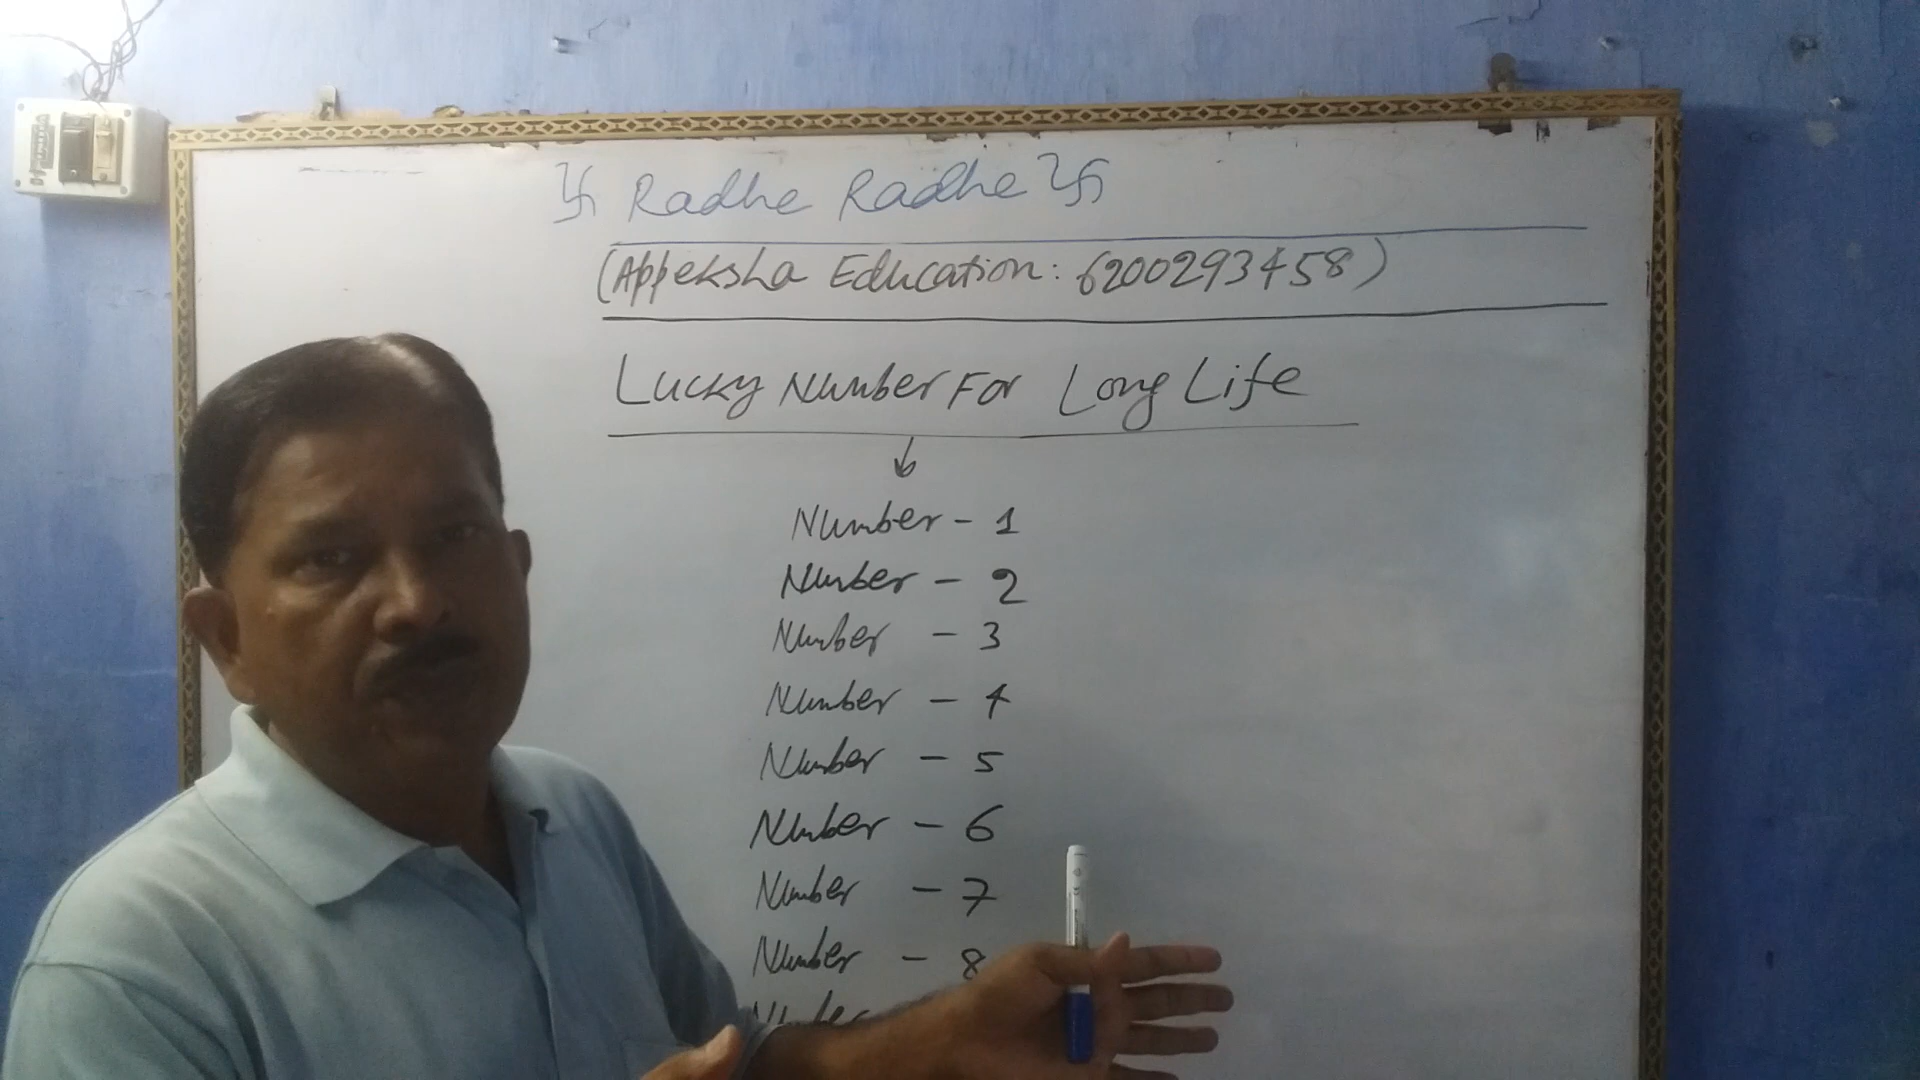 卐 Radhe Radhe 卐
(Appeksha Education: 6200293458)
Lucky Number For Long Life
↓
Number - 1
Number - 2
Number - 3
Number - 4
Number - 5
Number - 6
Number - 7
Number - 8
Number